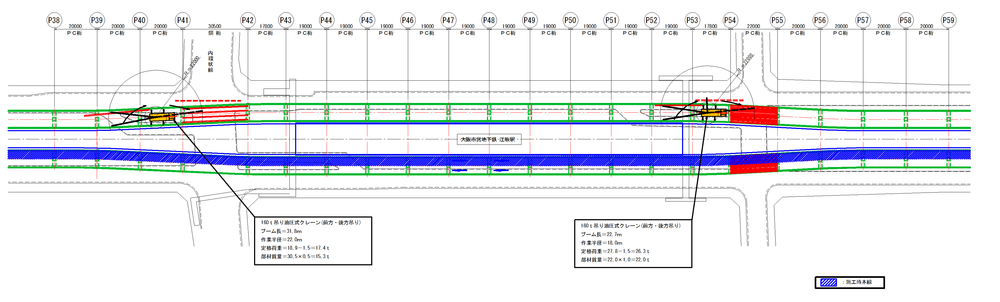 P38 P39 P40 P41 P42 P43 P44 P45 P46 P47 P48 P49 P50 P51 P52 P53 P54 P55 P56 P57 P58 P59
20000 20000 20000 30500 17800 19000 19000 19000 19000 19000 19000 19000 19000 19000 19000 17800 22000 20000 20000 20000 20000
PC桁 PC桁 PC桁 鋼 桁 PC桁 PC桁 PC桁 PC桁 PC桁 PC桁 PC桁 PC桁 PC桁 PC桁 PC桁 PC桁 PC桁 PC桁 PC桁 PC桁 PC桁
内環状線
R=22000
R=22000
大阪市営地下鉄 江坂駅
160t吊り油圧式クレーン(前方・後方吊り)
ブーム長=31.8m
作業半径=22.0m
定格荷重=18.9-1.5=17.4t
部材質量=30.5×0.5=15.3t
160t吊り油圧式クレーン(前方・後方吊り)
ブーム長=22.7m
作業半径=18.0m
定格荷重=27.8-1.5=26.3t
部材質量=22.0×1.0=22.0t
:施工時本線